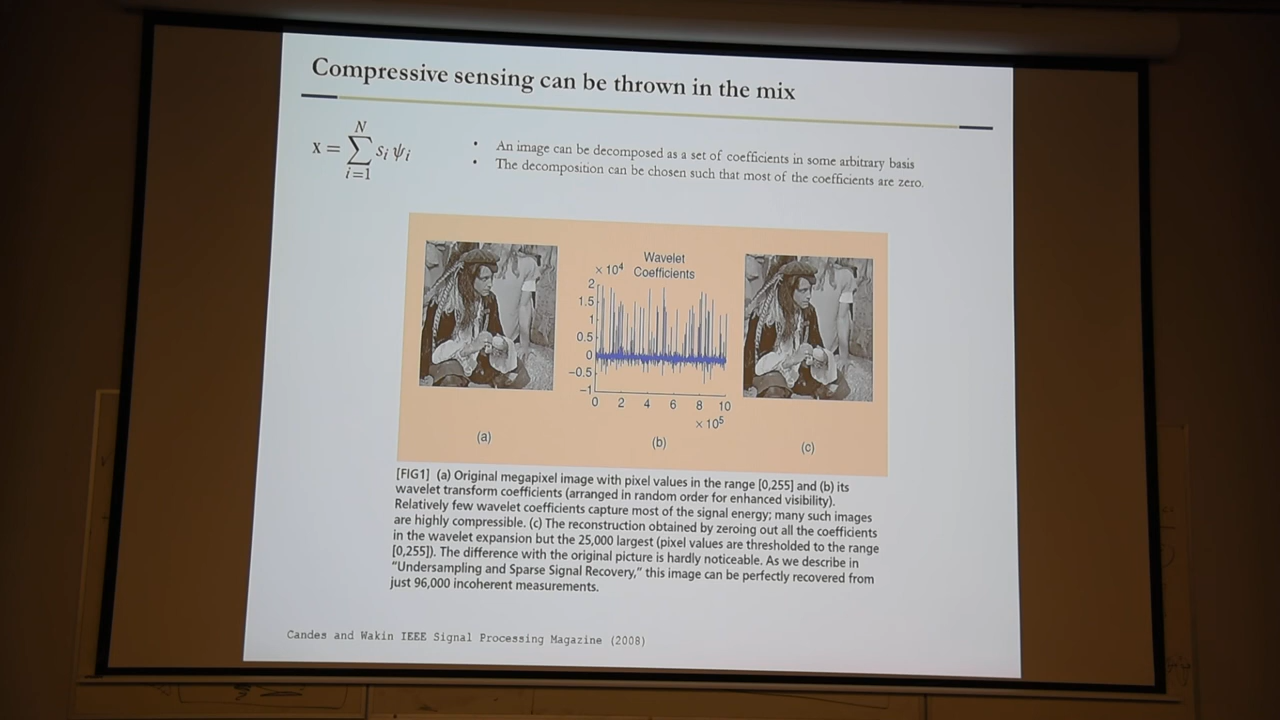 Compressive sensing can be thrown in the mix
x = N ∑ i=1 sᵢ ψᵢ
• An image can be decomposed as a set of coefficients in some arbitrary basis
• The decomposition can be chosen such that most of the coefficients are zero.
Wavelet
× 10⁴ Coefficients
2
1.5
1
0.5
0
−0.5
−1
0 2 4 6 8 10
× 10⁵
(a) (b) (c)
[FIG1] (a) Original megapixel image with pixel values in the range [0,255] and (b) its
wavelet transform coefficients (arranged in random order for enhanced visibility).
Relatively few wavelet coefficients capture most of the signal energy; many such images
are highly compressible. (c) The reconstruction obtained by zeroing out all the coefficients
in the wavelet expansion but the 25,000 largest (pixel values are thresholded to the range
[0,255]). The difference with the original picture is hardly noticeable. As we describe in
"Undersampling and Sparse Signal Recovery," this image can be perfectly recovered from
just 96,000 incoherent measurements.
Candes and Wakin IEEE Signal Processing Magazine (2008)